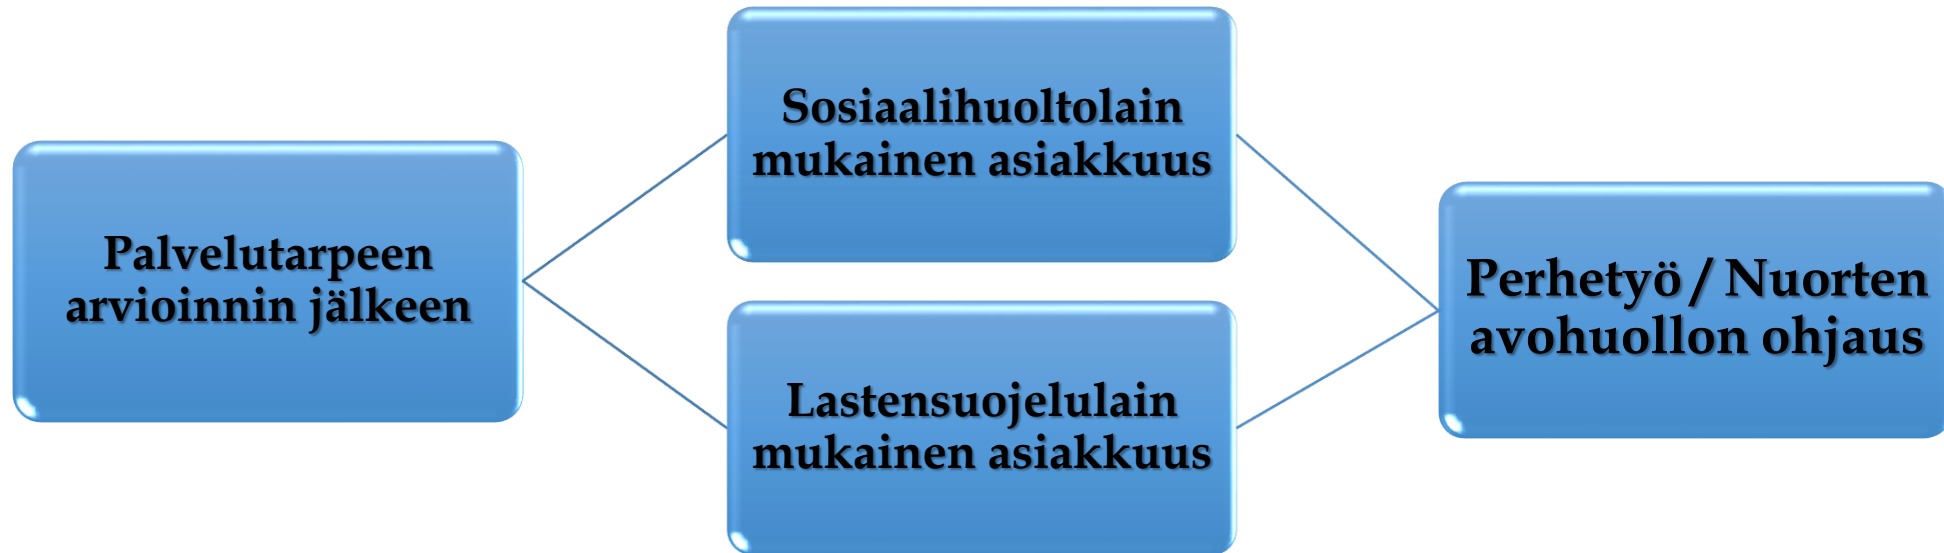 Palvelutarpeen
arvioinnin jälkeen
Sosiaalihuoltolain
mukainen asiakkuus
Lastensuojelulain
mukainen asiakkuus
Perhetyö / Nuorten
avohuollon ohjaus